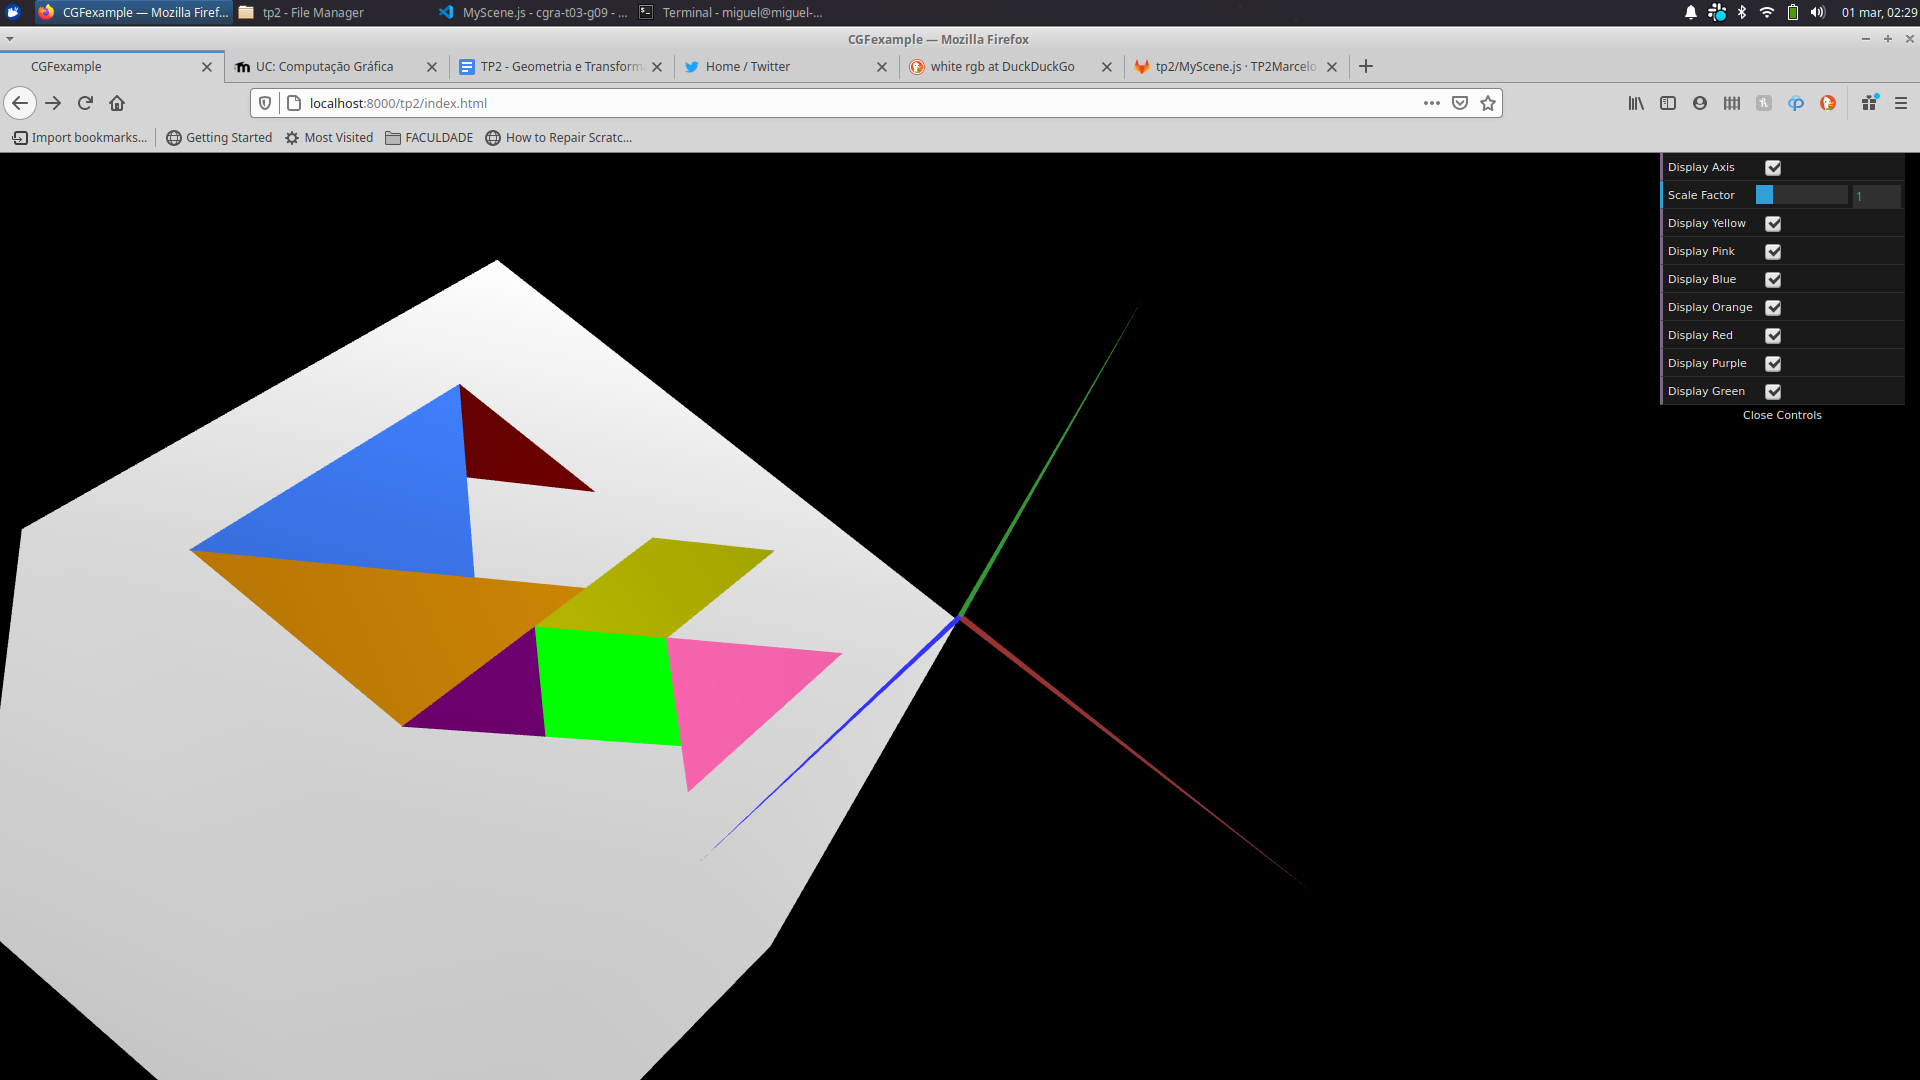 CGFexample — Mozilla Firef...
tp2 - File Manager
MyScene.js - cgra-t03-g09 - ...
Terminal - miguel@miguel-...
01 mar, 02:29
CGFexample — Mozilla Firefox
CGFexample
UC: Computação Gráfica
TP2 - Geometria e Transform
Home / Twitter
white rgb at DuckDuckGo
tp2/MyScene.js · TP2Marcelo
localhost:8000/tp2/index.html
Import bookmarks...
Getting Started
Most Visited
FACULDADE
How to Repair Scratc...
Display Axis
Scale Factor 1
Display Yellow
Display Pink
Display Blue
Display Orange
Display Red
Display Purple
Display Green
Close Controls